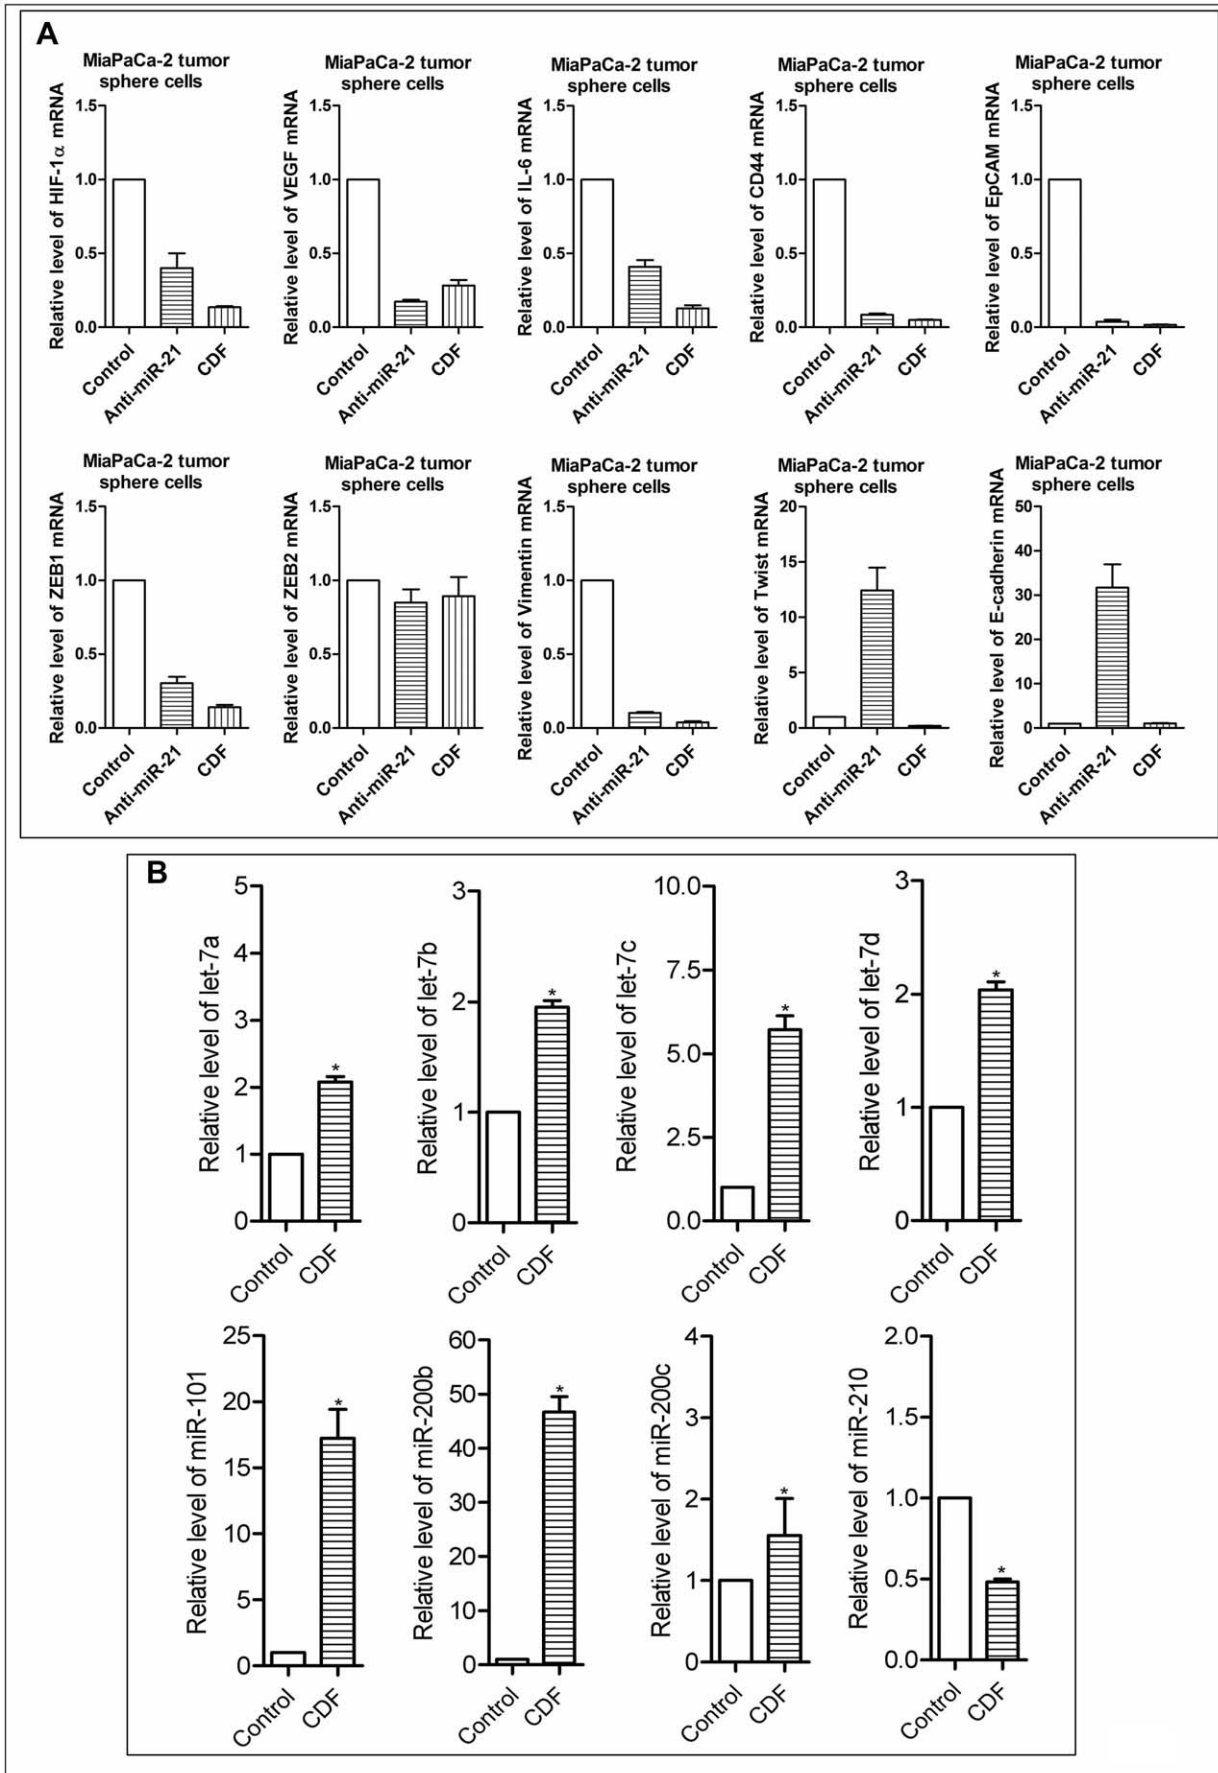 A
MiaPaCa-2 tumor
sphere cells
Relative level of HIF-1α mRNA
1.5
1.0
0.5
0.0
Control
Anti-miR-21
CDF
MiaPaCa-2 tumor
sphere cells
Relative level of VEGF mRNA
1.5
1.0
0.5
0.0
Control
Anti-miR-21
CDF
MiaPaCa-2 tumor
sphere cells
Relative level of IL-6 mRNA
1.5
1.0
0.5
0.0
Control
Anti-miR-21
CDF
MiaPaCa-2 tumor
sphere cells
Relative level of CD44 mRNA
1.5
1.0
0.5
0.0
Control
Anti-miR-21
CDF
MiaPaCa-2 tumor
sphere cells
Relative level of EpCAM mRNA
1.5
1.0
0.5
0.0
Control
Anti-miR-21
CDF
MiaPaCa-2 tumor
sphere cells
Relative level of ZEB1 mRNA
1.5
1.0
0.5
0.0
Control
Anti-miR-21
CDF
MiaPaCa-2 tumor
sphere cells
Relative level of ZEB2 mRNA
1.5
1.0
0.5
0.0
Control
Anti-miR-21
CDF
MiaPaCa-2 tumor
sphere cells
Relative level of Vimentin mRNA
1.5
1.0
0.5
0.0
Control
Anti-miR-21
CDF
MiaPaCa-2 tumor
sphere cells
Relative level of Twist mRNA
20
15
10
5
0
Control
Anti-miR-21
CDF
MiaPaCa-2 tumor
sphere cells
Relative level of E-cadherin mRNA
50
40
30
20
10
0
Control
Anti-miR-21
CDF
B
Relative level of let-7a
5
4
3
2
1
0
*
Control
CDF
Relative level of let-7b
3
2
1
0
*
Control
CDF
Relative level of let-7c
10.0
7.5
5.0
2.5
0.0
*
Control
CDF
Relative level of let-7d
3
2
1
0
*
Control
CDF
Relative level of miR-101
25
20
15
10
5
0
*
Control
CDF
Relative level of miR-200b
60
50
40
30
20
10
0
*
Control
CDF
Relative level of miR-200c
4
3
2
1
0
*
Control
CDF
Relative level of miR-210
2.0
1.5
1.0
0.5
0.0
*
Control
CDF